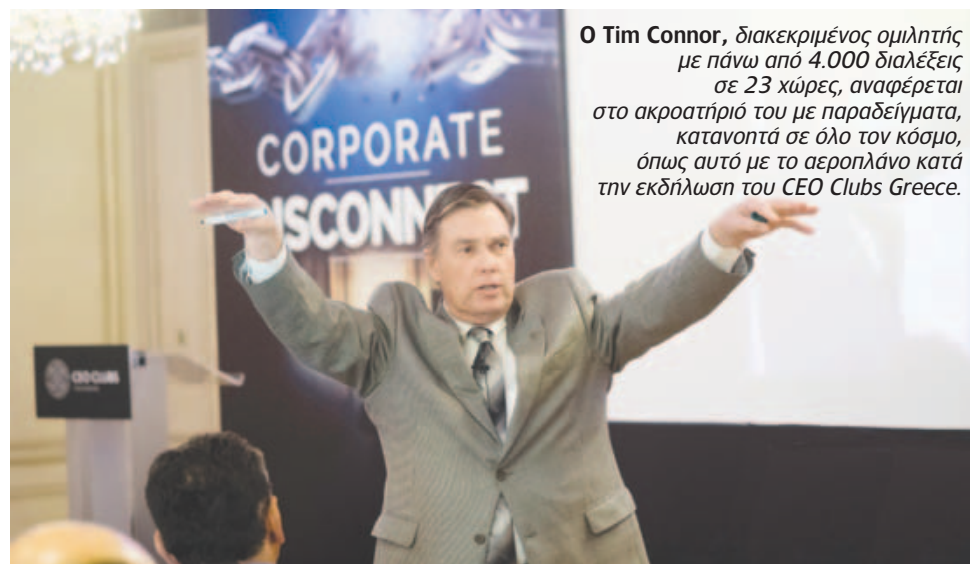 Ο Tim Connor, διακεκριμένος ομιλητής
με πάνω από 4.000 διαλέξεις
σε 23 χώρες, αναφέρεται
στο ακροατήριό του με παραδείγματα,
κατανοητά σε όλο τον κόσμο,
όπως αυτό με το αεροπλάνο κατά
την εκδήλωση του CEO Clubs Greece.
CORPORATE
CEO CLUBS